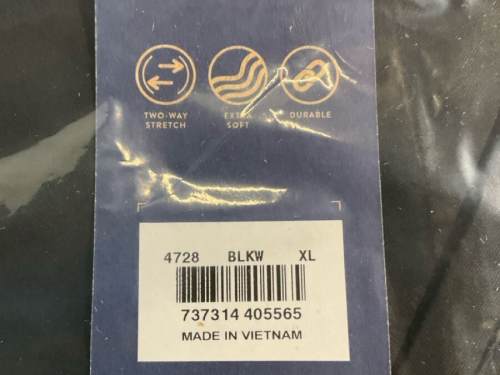 TWO-WAY
STRETCH
EXTRA
SOFT
DURABLE
4728 BLKW XL
737314 405565
MADE IN VIETNAM